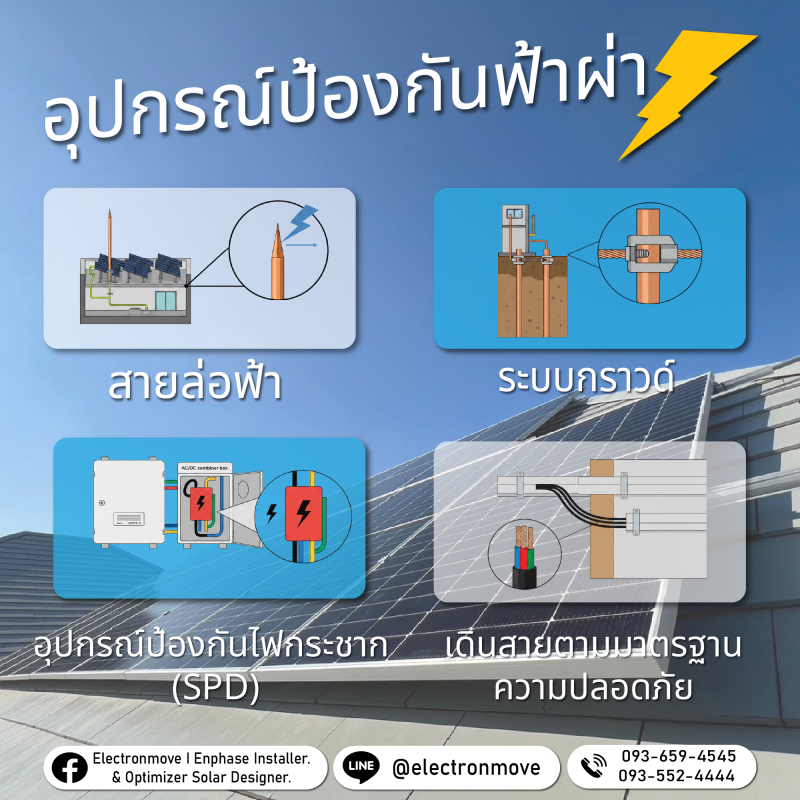 อุปกรณ์ป้องกันฟ้าผ่า
สายล่อฟ้า
ระบบกราวด์
AC/DC combiner box
อุปกรณ์ป้องกันไฟกระชาก
(SPD)
เดินสายตามมาตรฐาน
ความปลอดภัย
Electronmove I Enphase Installer.
& Optimizer Solar Designer.
LINE
@electronmove
093-659-4545
093-552-4444